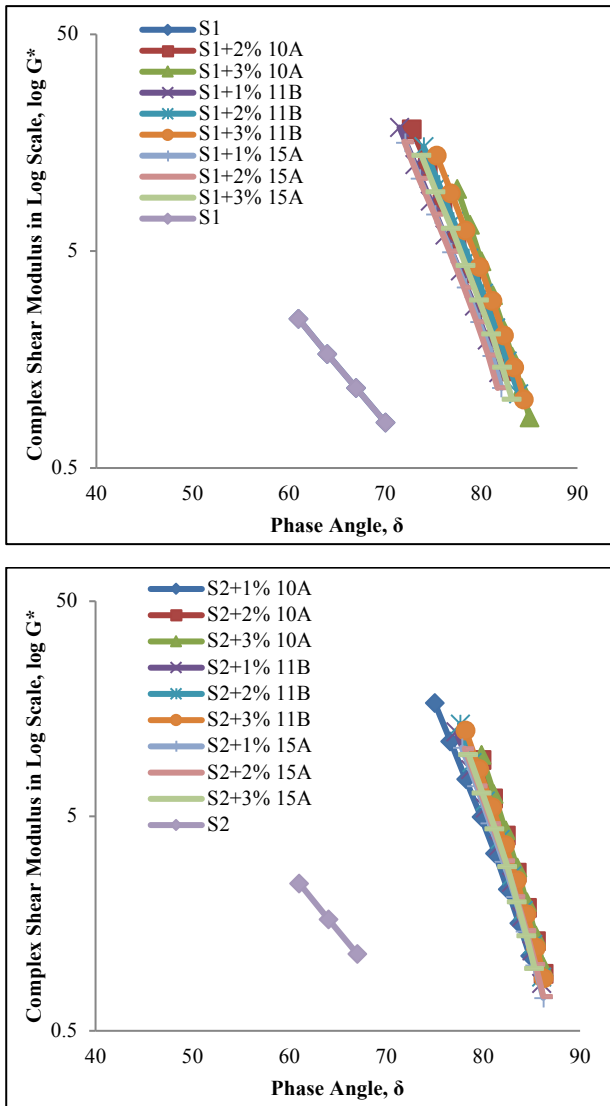 50
5
0.5
40
50
60
70
80
90
Complex Shear Modulus in Log Scale, log G*
Phase Angle, δ
S1
S1+2% 10A
S1+3% 10A
S1+1% 11B
S1+2% 11B
S1+3% 11B
S1+1% 15A
S1+2% 15A
S1+3% 15A
S1
50
5
0.5
40
50
60
70
80
90
Complex Shear Modulus in Log Scale, log G*
Phase Angle, δ
S2+1% 10A
S2+2% 10A
S2+3% 10A
S2+1% 11B
S2+2% 11B
S2+3% 11B
S2+1% 15A
S2+2% 15A
S2+3% 15A
S2